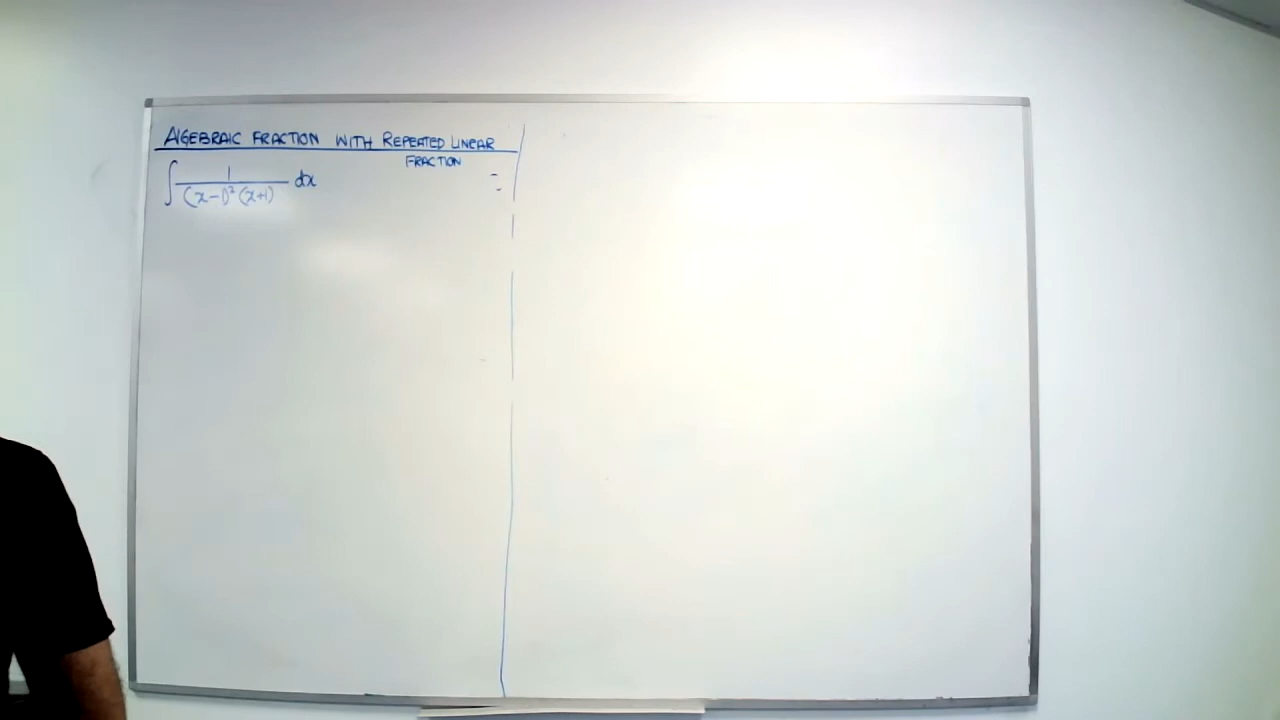 ALGEBRAIC FRACTION WITH REPEATED LINEAR
FRACTION
∫ 1/((x-1)²(x+1)) dx